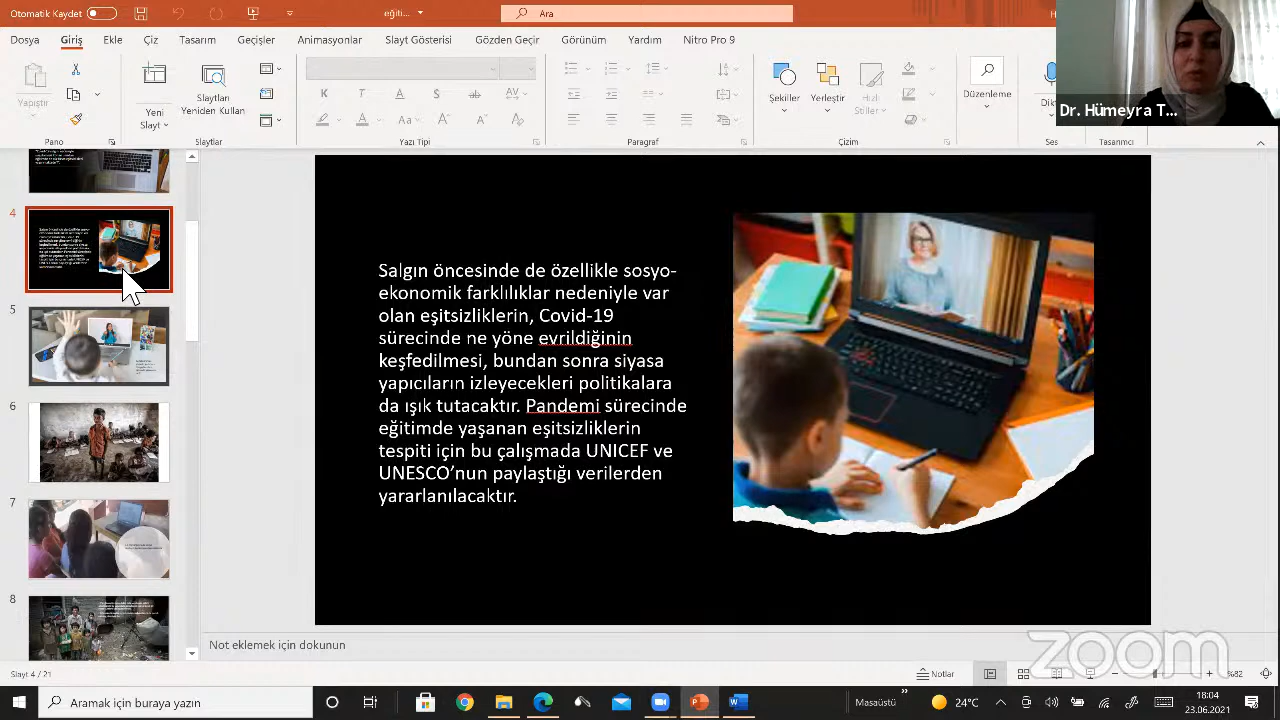 Otomatik Kaydet
eğiti...
Ara
Dosya
Giriş
Ekle
Çiz
Tasarım
Geçişler
Animasyonlar
Slayt Gösterisi
Gözden Geçir
Görünüm
Yardım
Nitro Pro 9
Yapıştır
Yeni
Slayt
Slaytları
Yeniden Kullan
Şekiller
Yerleştir
Hızlı
Stiller
Düzenleme
Dikt
Pano
Slaytlar
Yazı Tipi
Paragraf
Çizim
Ses
Tasarımcı
Dr. Hümeyra T...
4
5
6
7
8
Salgın öncesinde de özellikle sosyo-
ekonomik farklılıklar nedeniyle var
olan eşitsizliklerin, Covid-19
sürecinde ne yöne evrildiğinin
keşfedilmesi, bundan sonra siyasa
yapıcıların izleyecekleri politikalara
da ışık tutacaktır. Pandemi sürecinde
eğitimde yaşanan eşitsizliklerin
tespiti için bu çalışmada UNICEF ve
UNESCO’nun paylaştığı verilerden
yararlanılacaktır.
Not eklemek için dokunun
zoom
Slayt 4 / 21
Notlar
%82
Aramak için buraya yazın
Masaüstü
24°C
18:04
23.06.2021